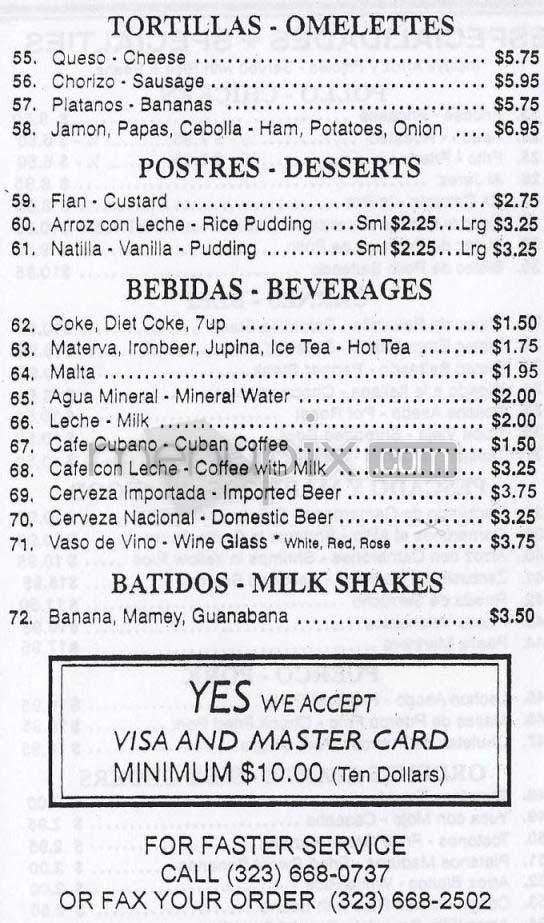 TORTILLAS - OMELETTES
55. Queso - Cheese ........ $5.75
56. Chorizo - Sausage ........ $5.95
57. Platanos - Bananas ........ $5.75
58. Jamon, Papas, Cebolla - Ham, Potatoes, Onion .... $6.95
POSTRES - DESSERTS
59. Flan - Custard ........ $2.75
60. Arroz con Leche - Rice Pudding ....Sml $2.25...Lrg $3.25
61. Natilla - Vanilla - Pudding ........Sml $2.25...Lrg $3.25
BEBIDAS - BEVERAGES
62. Coke, Diet Coke, 7up ........ $1.50
63. Materva, Ironbeer, Jupina, Ice Tea - Hot Tea ........ $1.75
64. Malta ........ $1.95
65. Agua Mineral - Mineral Water ........ $2.00
66. Leche - Milk ........ $2.00
67. Cafe Cubano - Cuban Coffee ........ $1.50
68. Cafe con Leche - Coffee with Milk ........ $3.25
menupix.com
69. Cerveza Importada - Imported Beer ........ $3.75
70. Cerveza Nacional - Domestic Beer ........ $3.25
71. Vaso de Vino - Wine Glass * White, Red, Rose .... $3.75
BATIDOS - MILK SHAKES
72. Banana, Mamey, Guanabana ........ $3.50
YES WE ACCEPT
VISA AND MASTER CARD
MINIMUM $10.00 (Ten Dollars)
FOR FASTER SERVICE
CALL (323) 668-0737
OR FAX YOUR ORDER (323) 668-2502